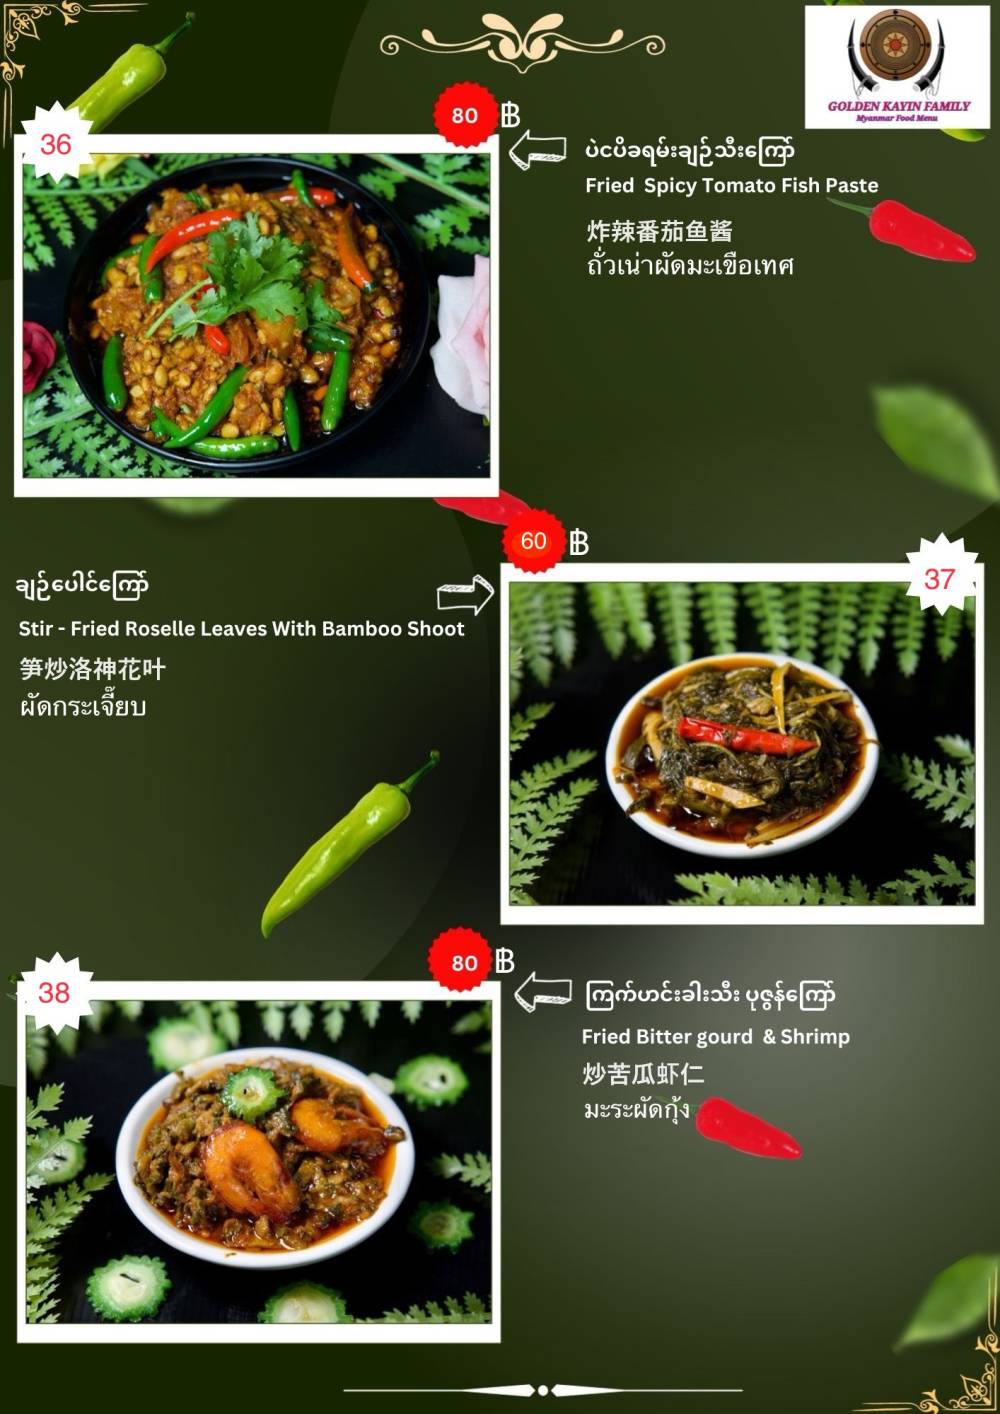 GOLDEN KAYIN FAMILY
Myanmar Food Menu
36
80 ฿
ပဲငပိခရမ်းချဉ်သီးကြော်
Fried Spicy Tomato Fish Paste
炸辣番茄鱼酱
ถั่วเน่าผัดมะเขือเทศ
60 ฿
37
ချဉ်ပေါင်ကြော်
Stir - Fried Roselle Leaves With Bamboo Shoot
笋炒洛神花叶
ผัดกระเจี๊ยบ
38
80 ฿
ကြက်ဟင်းခါးသီး ပုဇွန်ကြော်
Fried Bitter gourd & Shrimp
炒苦瓜虾仁
มะระผัดกุ้ง